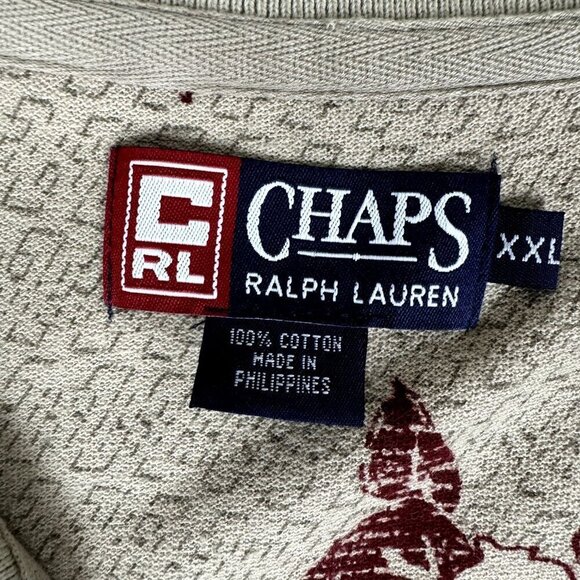 C
RL
CHAPS
RALPH LAUREN
XXL
100% COTTON
MADE IN
PHILIPPINES